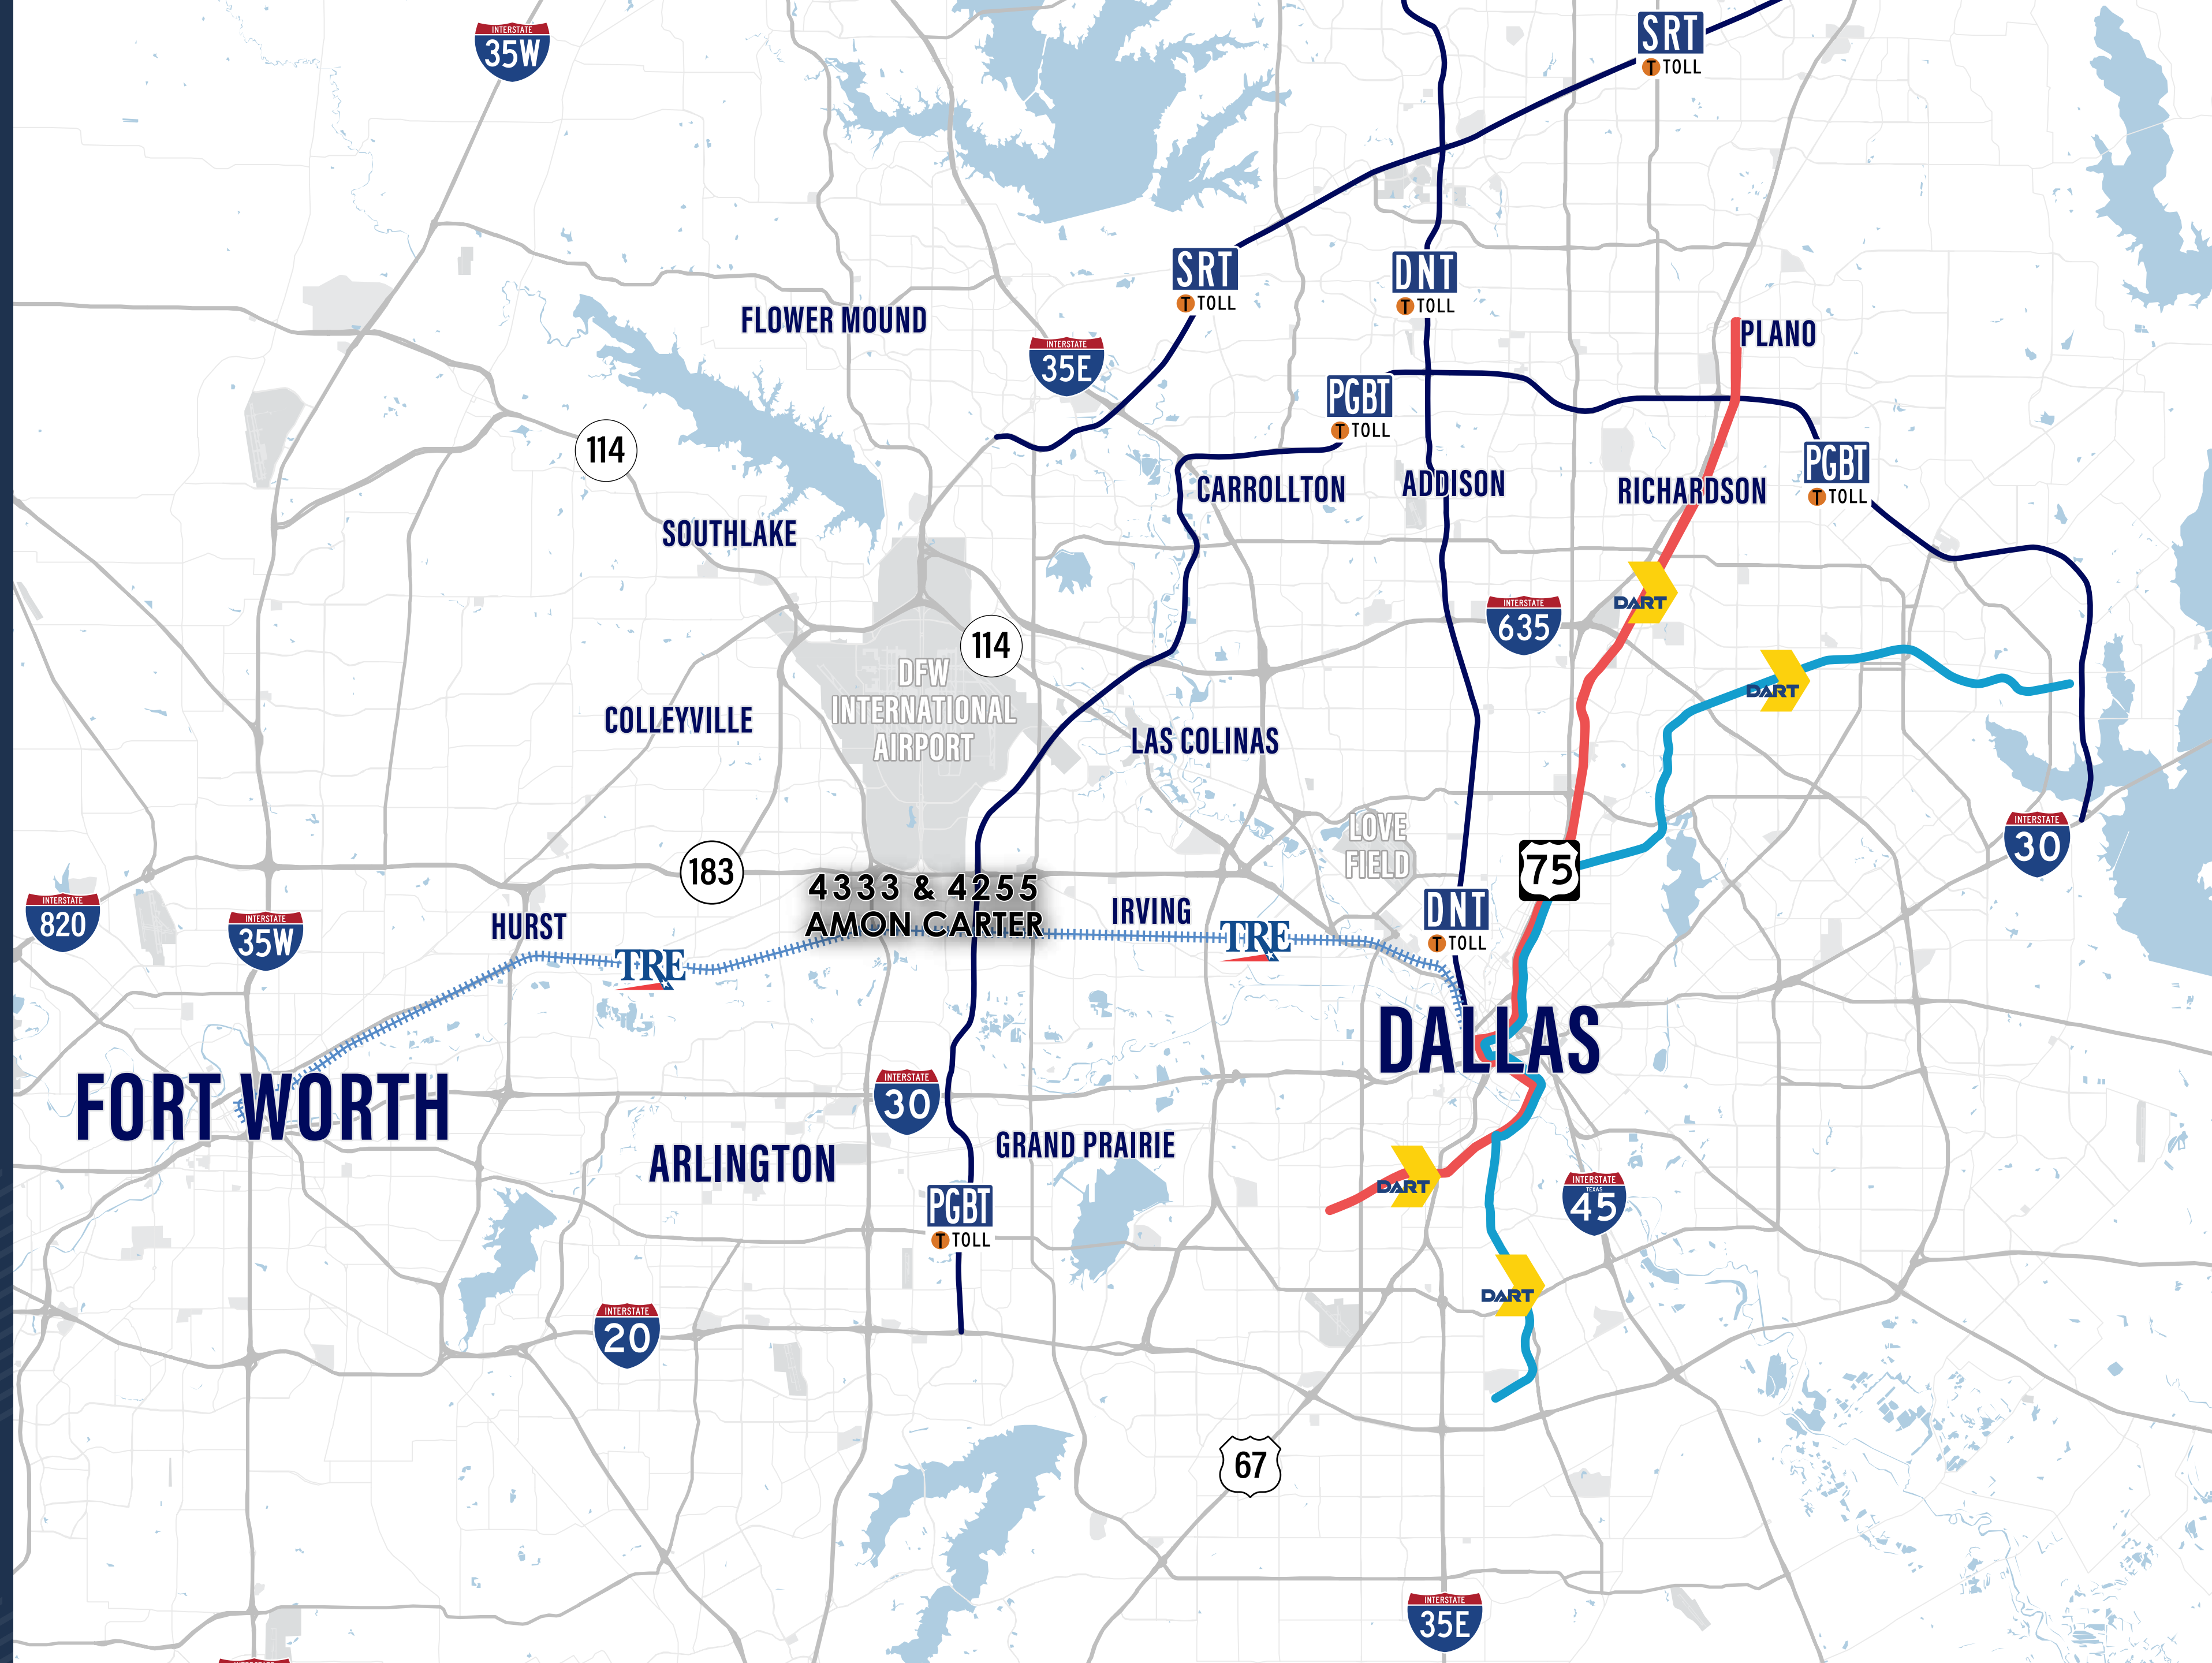 SRT
T TOLL
INTERSTATE
35W
SRT
T TOLL
DNT
T TOLL
FLOWER MOUND
PLANO
INTERSTATE
35E
PGBT
T TOLL
114
PGBT
T TOLL
CARROLLTON
ADDISON
RICHARDSON
SOUTHLAKE
DART
INTERSTATE
635
114
DFW
INTERNATIONAL
AIRPORT
DART
COLLEYVILLE
LAS COLINAS
LOVE
FIELD
INTERSTATE
30
183
75
4333 & 4255
AMON CARTER
INTERSTATE
820
INTERSTATE
35W
HURST
IRVING
DNT
T TOLL
TRE
TRE
DALLAS
FORT WORTH
INTERSTATE
30
ARLINGTON
GRAND PRAIRIE
DART
PGBT
T TOLL
INTERSTATE
TEXAS
45
DART
INTERSTATE
20
67
INTERSTATE
35E